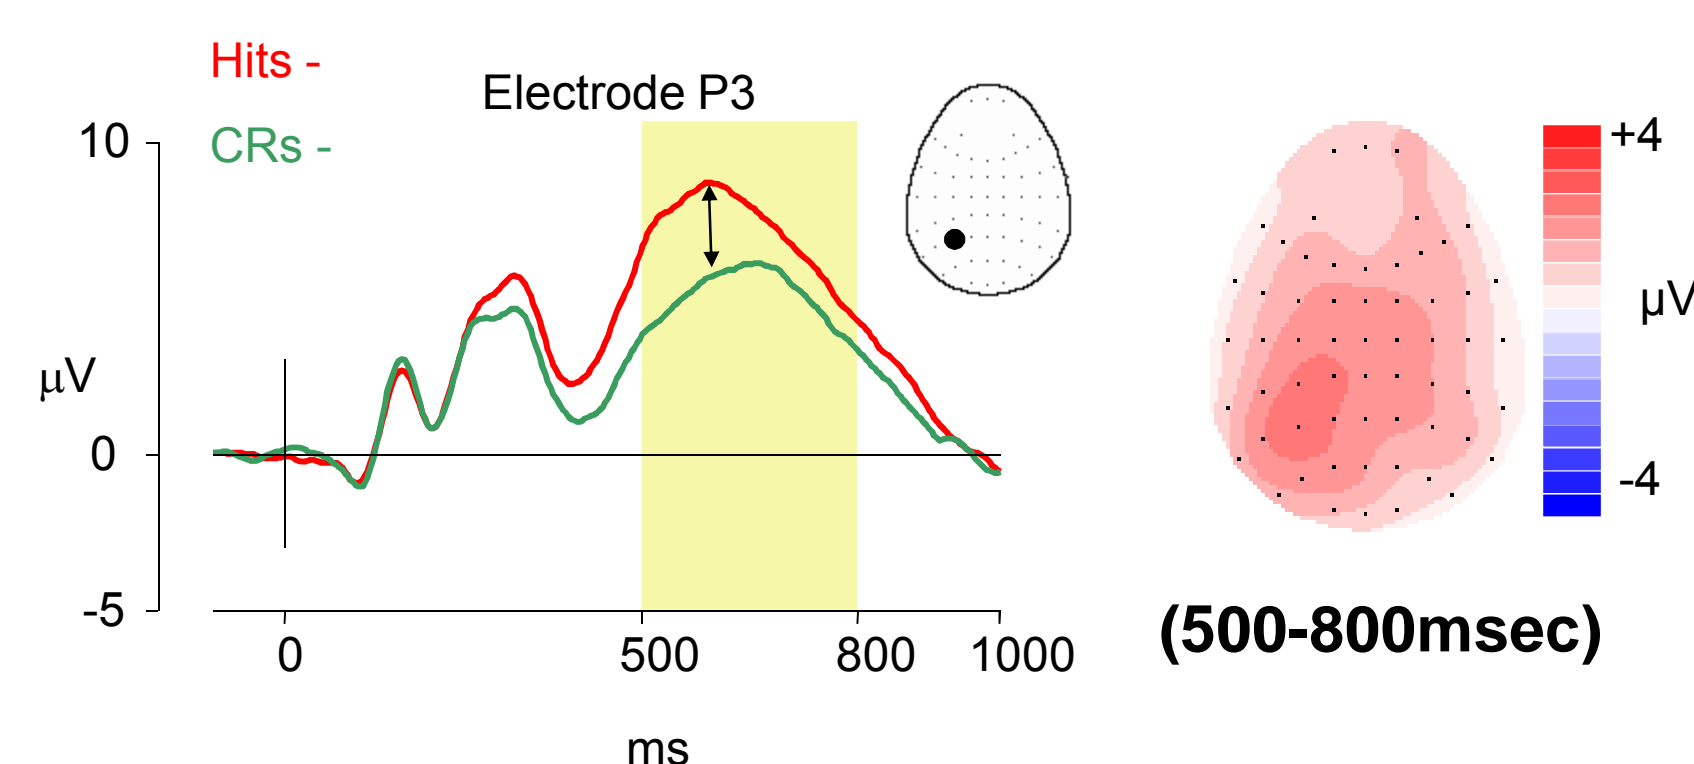 Hits -
CRs -
Electrode P3
10
μV
0
-5
0
500
800
1000
ms
+4
μV
-4
(500-800msec)